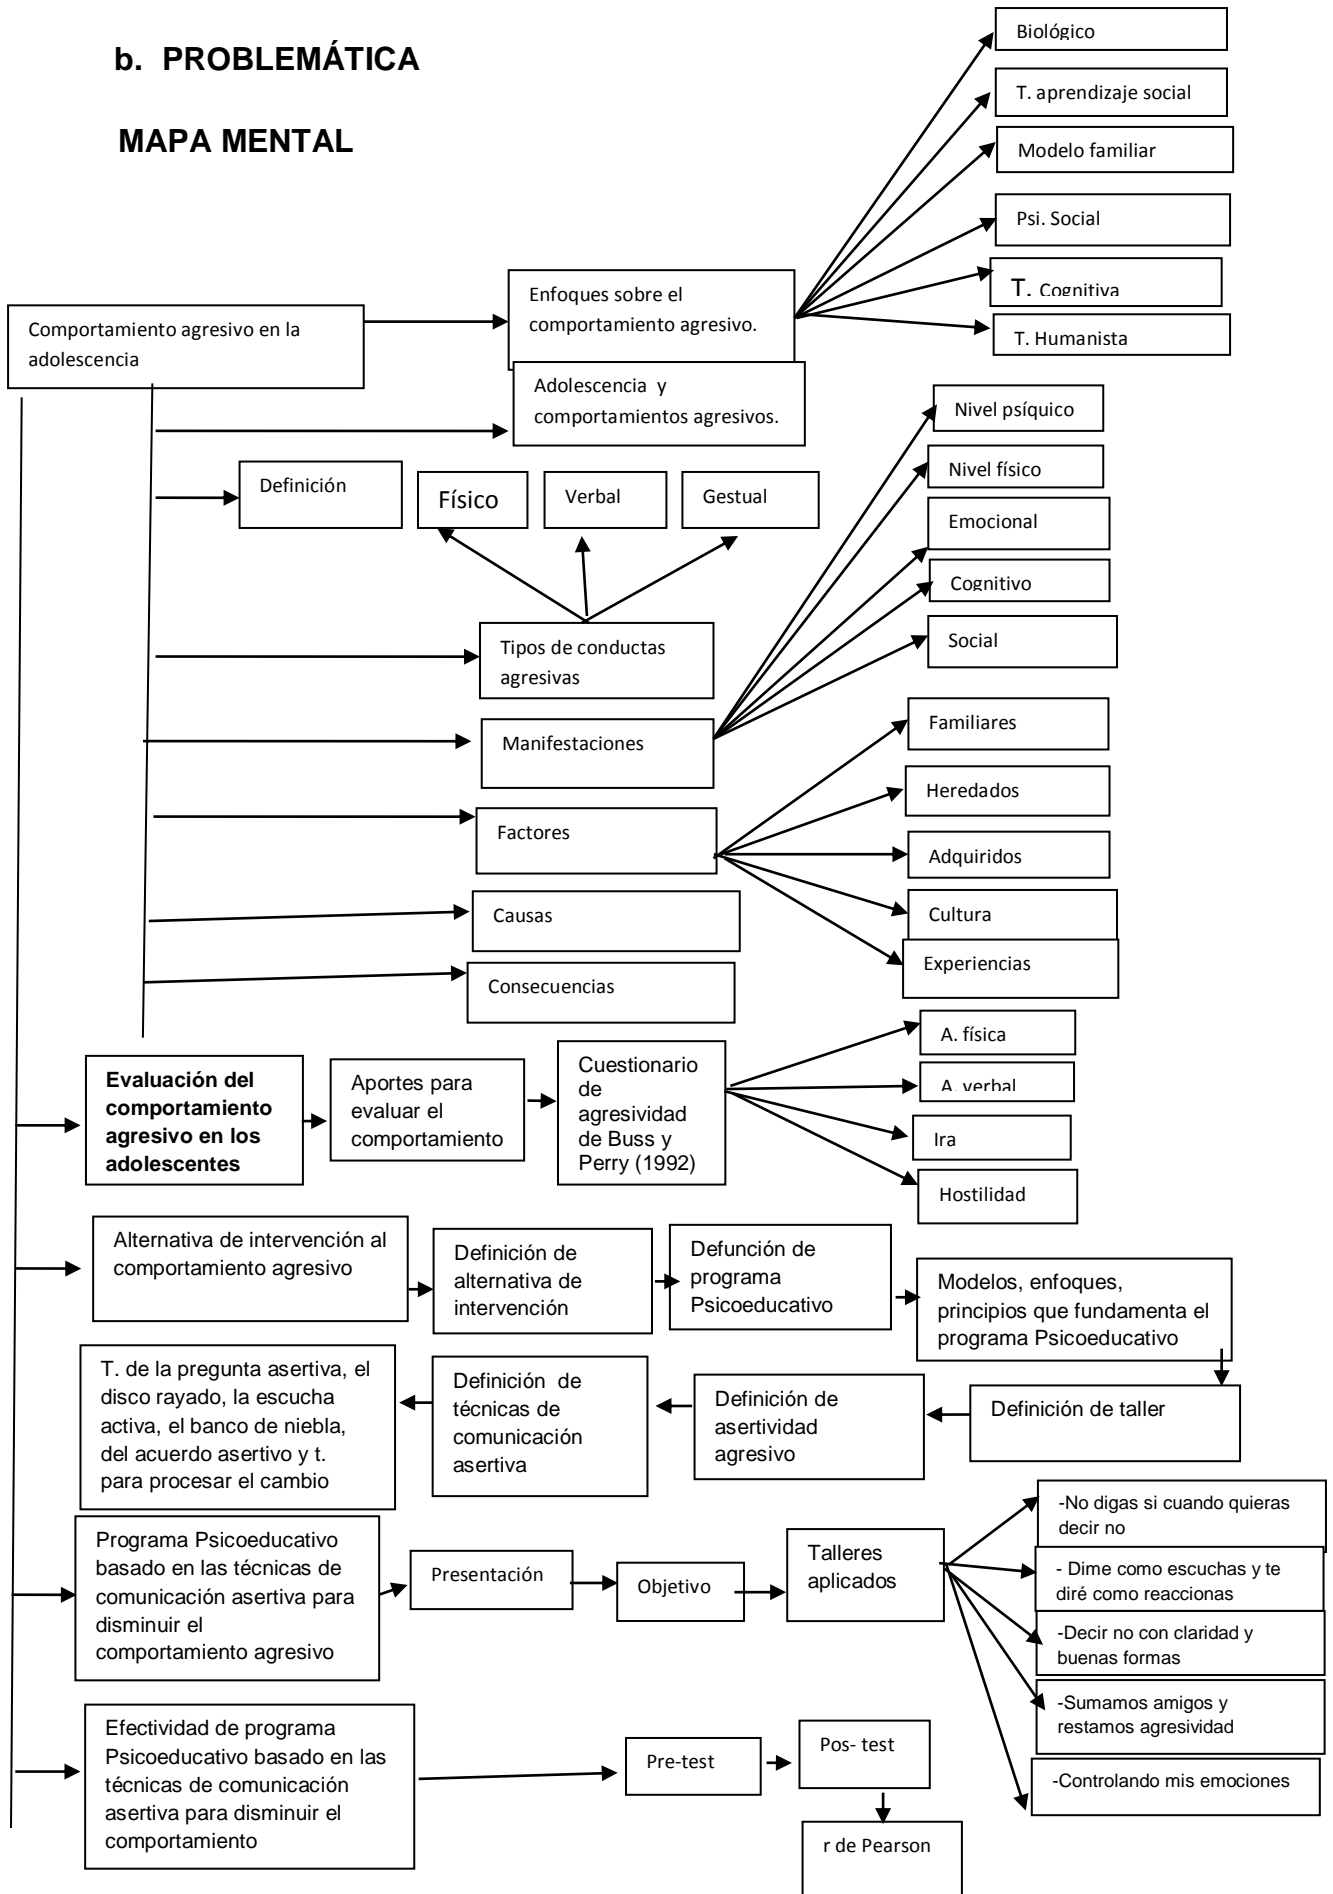 b. PROBLEMÁTICA
MAPA MENTAL
Biológico
T. aprendizaje social
Modelo familiar
Psi. Social
T. Cognitiva
T. Humanista
Enfoques sobre el
comportamiento agresivo.
Comportamiento agresivo en la
adolescencia
Adolescencia y
comportamientos agresivos.
Nivel psíquico
Nivel físico
Emocional
Cognitivo
Social
Definición
Físico
Verbal
Gestual
Tipos de conductas
agresivas
Manifestaciones
Familiares
Heredados
Adquiridos
Cultura
Experiencias
Factores
Causas
Consecuencias
Evaluación del
comportamiento
agresivo en los
adolescentes
Aportes para
evaluar el
comportamiento
Cuestionario
de
agresividad
de Buss y
Perry (1992)
A. física
A. verbal
Ira
Hostilidad
Alternativa de intervención al
comportamiento agresivo
Definición de
alternativa de
intervención
Defunción de
programa
Psicoeducativo
Modelos, enfoques,
principios que fundamenta el
programa Psicoeducativo
Definición de taller
Definición de
asertividad
agresivo
Definición de
técnicas de
comunicación
asertiva
T. de la pregunta asertiva, el
disco rayado, la escucha
activa, el banco de niebla,
del acuerdo asertivo y t.
para procesar el cambio
Programa Psicoeducativo
basado en las técnicas de
comunicación asertiva para
disminuir el
comportamiento agresivo
Presentación
Objetivo
Talleres
aplicados
-No digas si cuando quieras
decir no
- Dime como escuchas y te
diré como reaccionas
-Decir no con claridad y
buenas formas
-Sumamos amigos y
restamos agresividad
-Controlando mis emociones
Efectividad de programa
Psicoeducativo basado en las
técnicas de comunicación
asertiva para disminuir el
comportamiento
Pre-test
Pos- test
r de Pearson